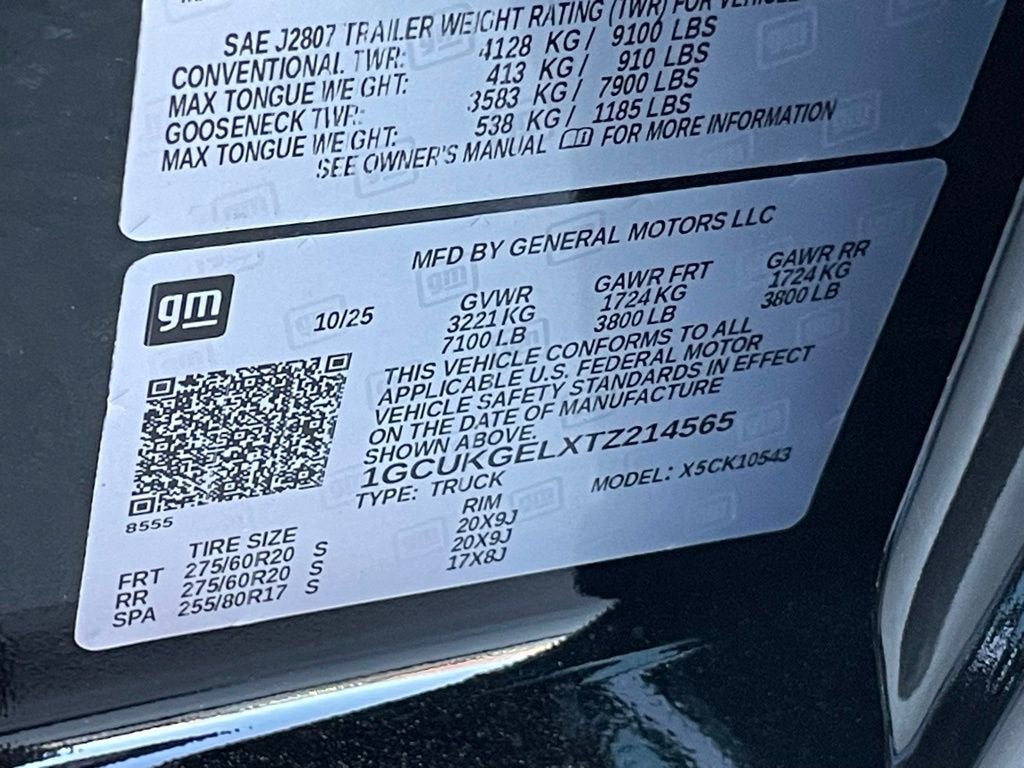 SAE J2807 TRAILER WEIGHT RATING (TWR) FOR
CONVENTIONAL TWR: 4128 KG/ 9100 LBS
MAX TONGUE WEIGHT: 413 KG/ 910 LBS
GOOSENECK TWR: 3583 KG/ 7900 LBS
MAX TONGUE WEIGHT: 538 KG/ 1185 LBS
SEE OWNER'S MANUAL FOR MORE INFORMATION
MFD BY GENERAL MOTORS LLC
gm
10/25
GVWR GAWR FRT GAWR RR
3221 KG 1724 KG 1724 KG
7100 LB 3800 LB 3800 LB
THIS VEHICLE CONFORMS TO ALL
APPLICABLE U.S. FEDERAL MOTOR
VEHICLE SAFETY STANDARDS IN EFFECT
ON THE DATE OF MANUFACTURE
SHOWN ABOVE.
1GCUKGELXTZ214565
TYPE: TRUCK MODEL: X5CK10543
8555
TIRE SIZE RIM
FRT 275/60R20 S 20X9J
RR 275/60R20 S 20X9J
SPA 255/80R17 S 17X8J